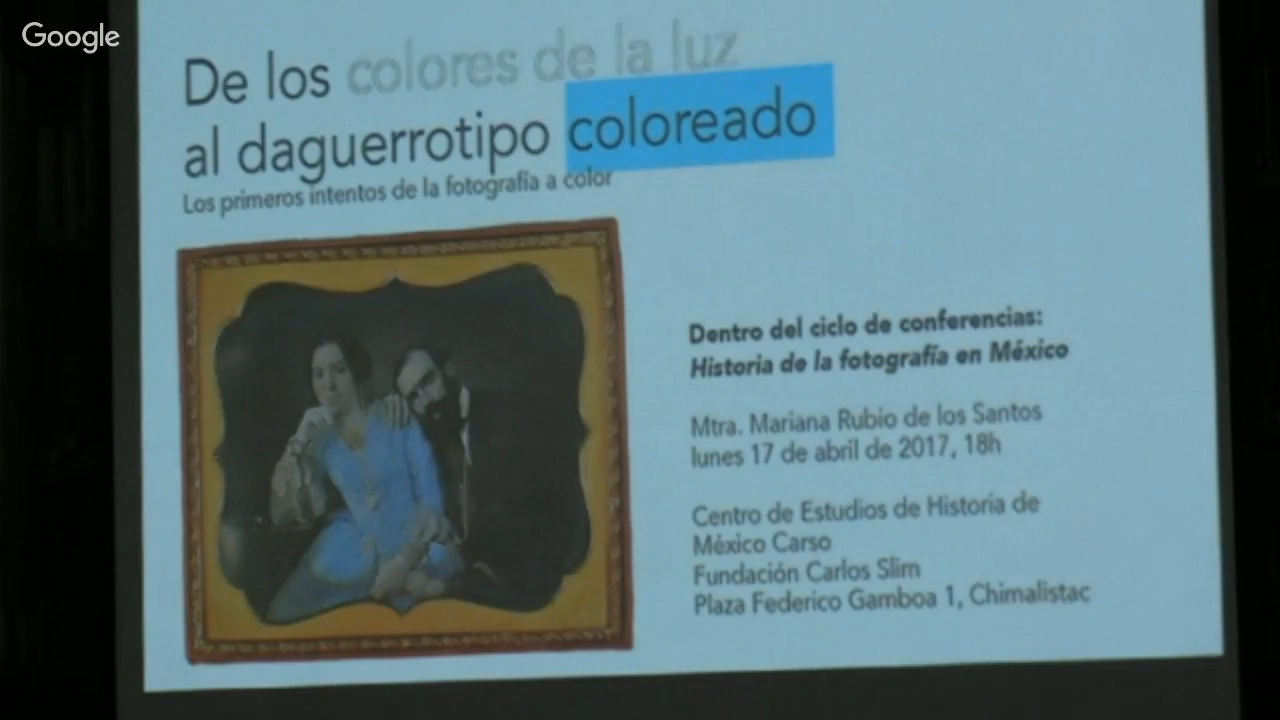 Google
De los colores de la luz
al daguerrotipo coloreado
Los primeros intentos de la fotografía a color
Dentro del ciclo de conferencias:
Historia de la fotografía en México
Mtra. Mariana Rubio de los Santos
lunes 17 de abril de 2017, 18h
Centro de Estudios de Historia de
México Carso
Fundación Carlos Slim
Plaza Federico Gamboa 1, Chimalistac